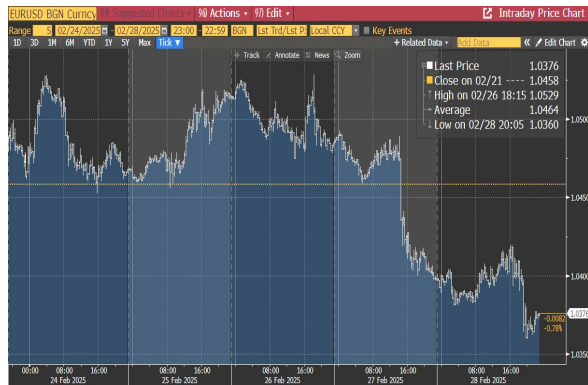 EURUSD BGN Curncy 94) Suggested Charts 96) Actions 97) Edit Intraday Price Chart
Range 5 02/24/2025 - 02/28/2025 23:00 - 22:59 BGN Lst Trd/Lst P Local CCY Key Events
1D 3D 1M 6M YTD 1Y 5Y Max Tick + Related Data Add Data « Edit Chart
Track Annotate News Zoom
Last Price 1.0376
Close on 02/21 ---- 1.0458
High on 02/26 18:15 1.0529
Average 1.0464
Low on 02/28 20:05 1.0360
1.0500
1.0450
1.0400
1.0376
-0.0082
-0.78%
1.0350
00:00 08:00 16:00 08:00 16:00 08:00 16:00 08:00 16:00 08:00 16:00
24 Feb 2025 25 Feb 2025 26 Feb 2025 27 Feb 2025 28 Feb 2025